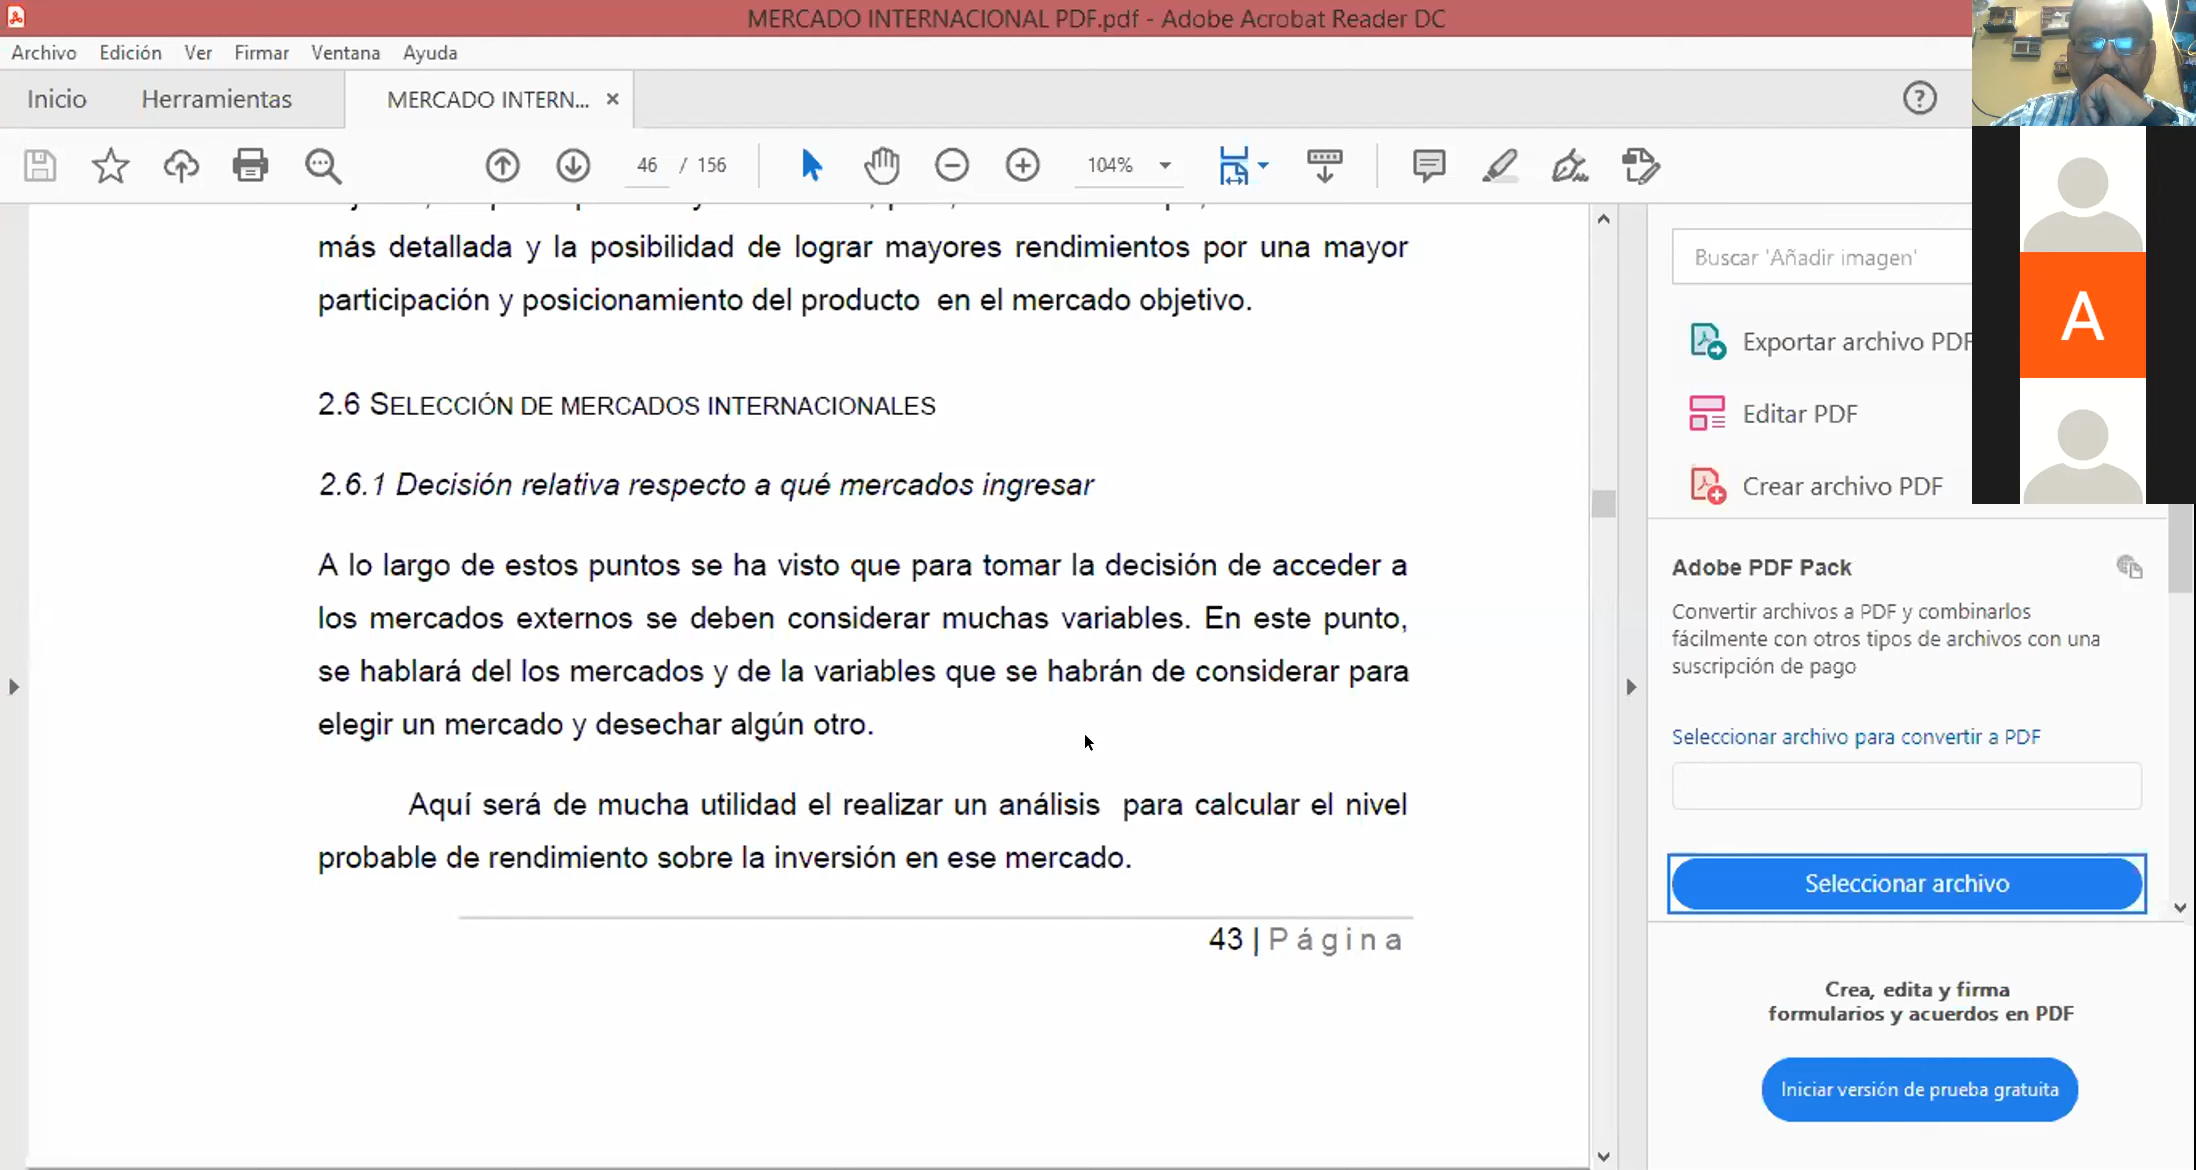 MERCADO INTERNACIONAL PDF.pdf - Adobe Acrobat Reader DC
Archivo Edición Ver Firmar Ventana Ayuda
Inicio Herramientas MERCADO INTERN... ×
46 / 156 104%
más detallada y la posibilidad de lograr mayores rendimientos por una mayor
participación y posicionamiento del producto en el mercado objetivo.
2.6 SELECCIÓN DE MERCADOS INTERNACIONALES
2.6.1 Decisión relativa respecto a qué mercados ingresar
A lo largo de estos puntos se ha visto que para tomar la decisión de acceder a
los mercados externos se deben considerar muchas variables. En este punto,
se hablará del los mercados y de la variables que se habrán de considerar para
elegir un mercado y desechar algún otro.
Aquí será de mucha utilidad el realizar un análisis para calcular el nivel
probable de rendimiento sobre la inversión en ese mercado.
43 | Página
Buscar 'Añadir imagen'
Exportar archivo PDF
Editar PDF
Crear archivo PDF
Adobe PDF Pack
Convertir archivos a PDF y combinarlos
fácilmente con otros tipos de archivos con una
suscripción de pago
Seleccionar archivo para convertir a PDF
Seleccionar archivo
Crea, edita y firma
formularios y acuerdos en PDF
Iniciar versión de prueba gratuita
A